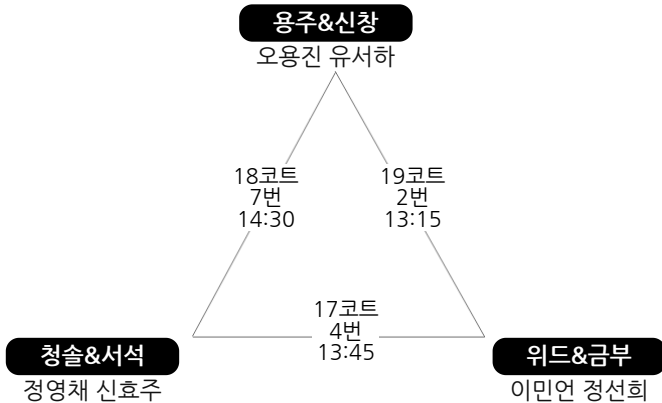 용주&신창
오용진 유서하
18코트
7번
14:30
19코트
2번
13:15
17코트
4번
13:45
청솔&서석
정영채 신효주
위드&금부
이민언 정선희